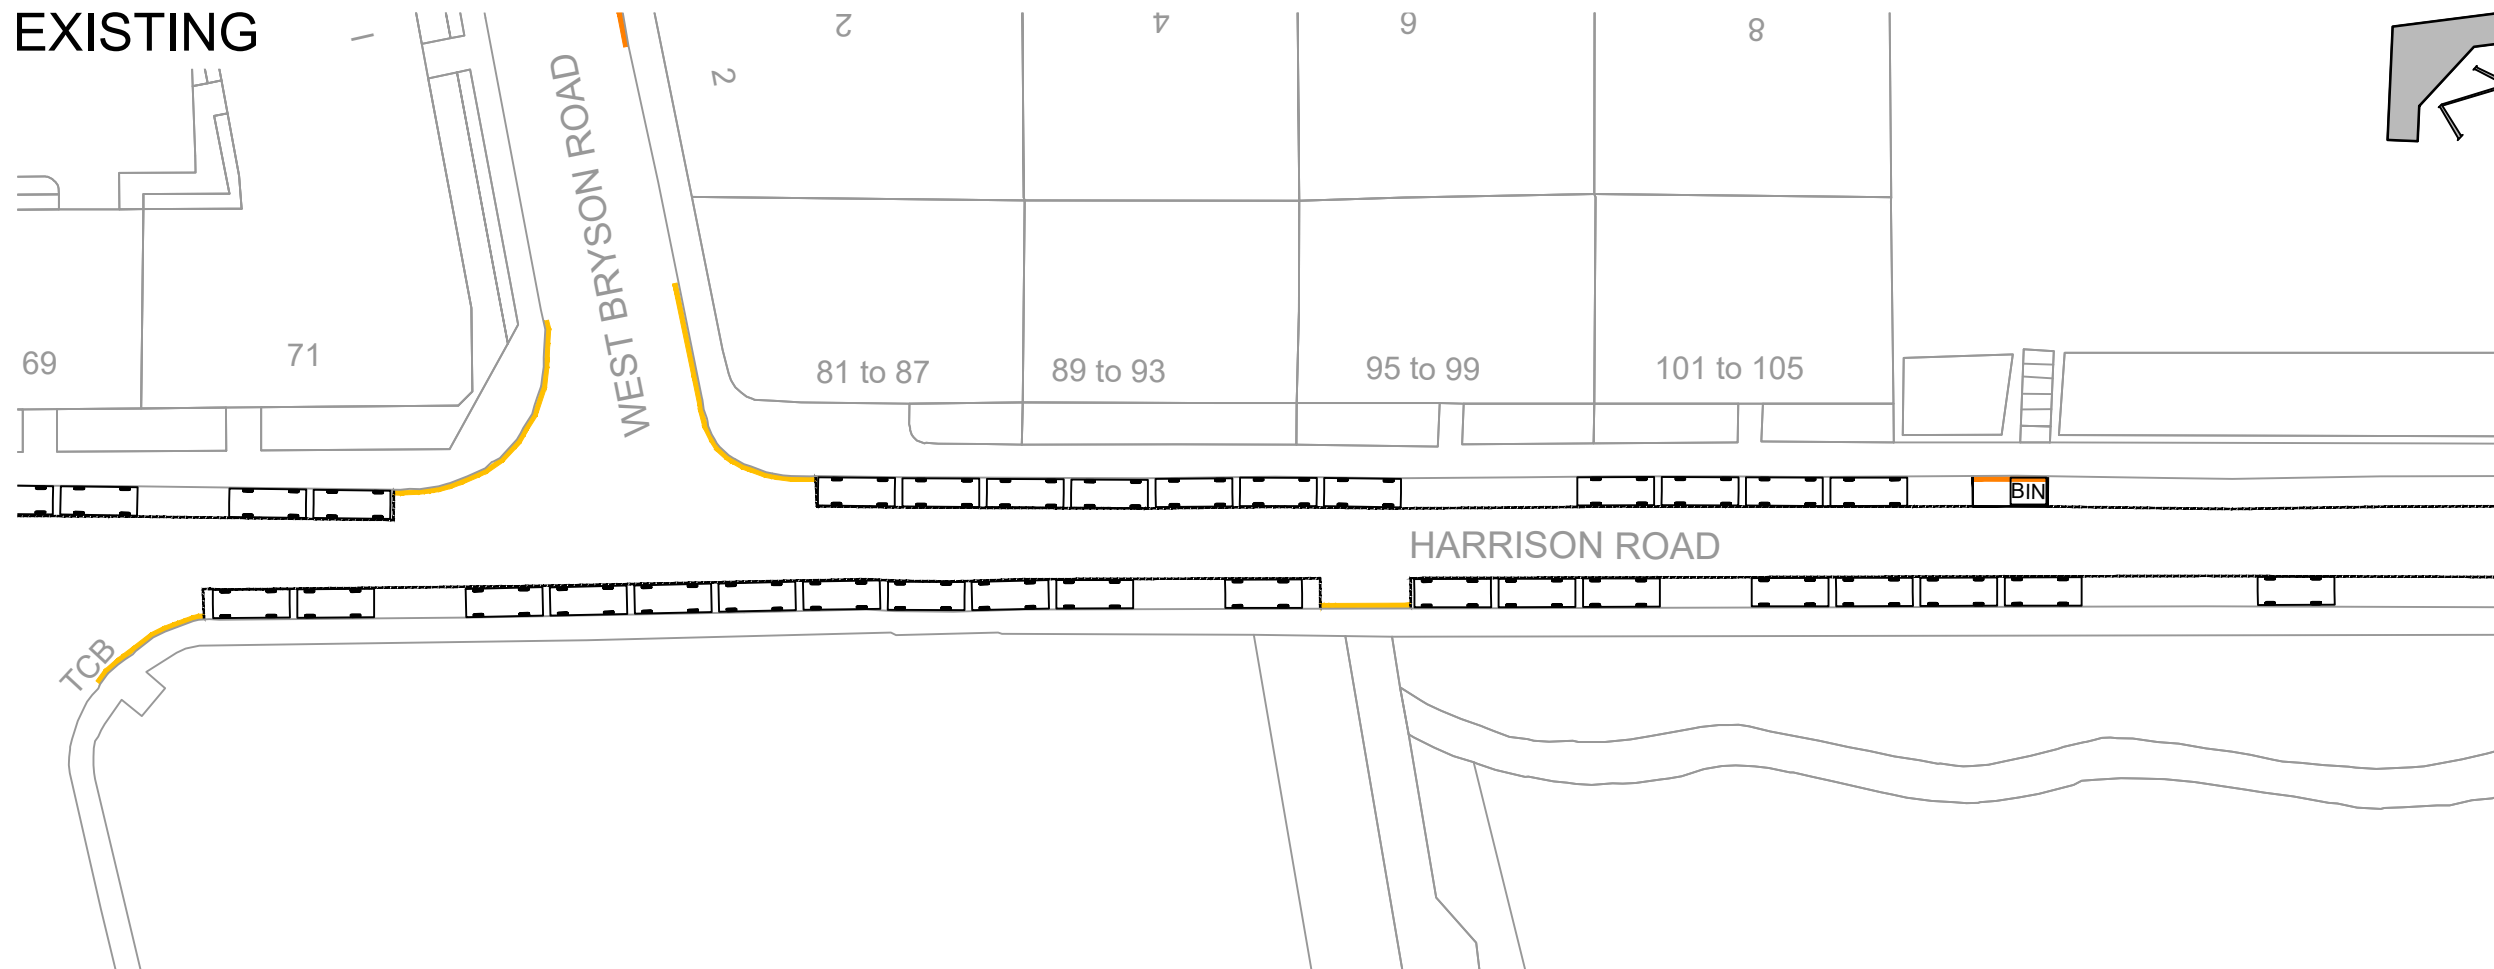 EXISTING
1
2
4
6
8
2
WEST BRYSON ROAD
69
71
81 to 87
89 to 93
95 to 99
101 to 105
BIN
HARRISON ROAD
TCB